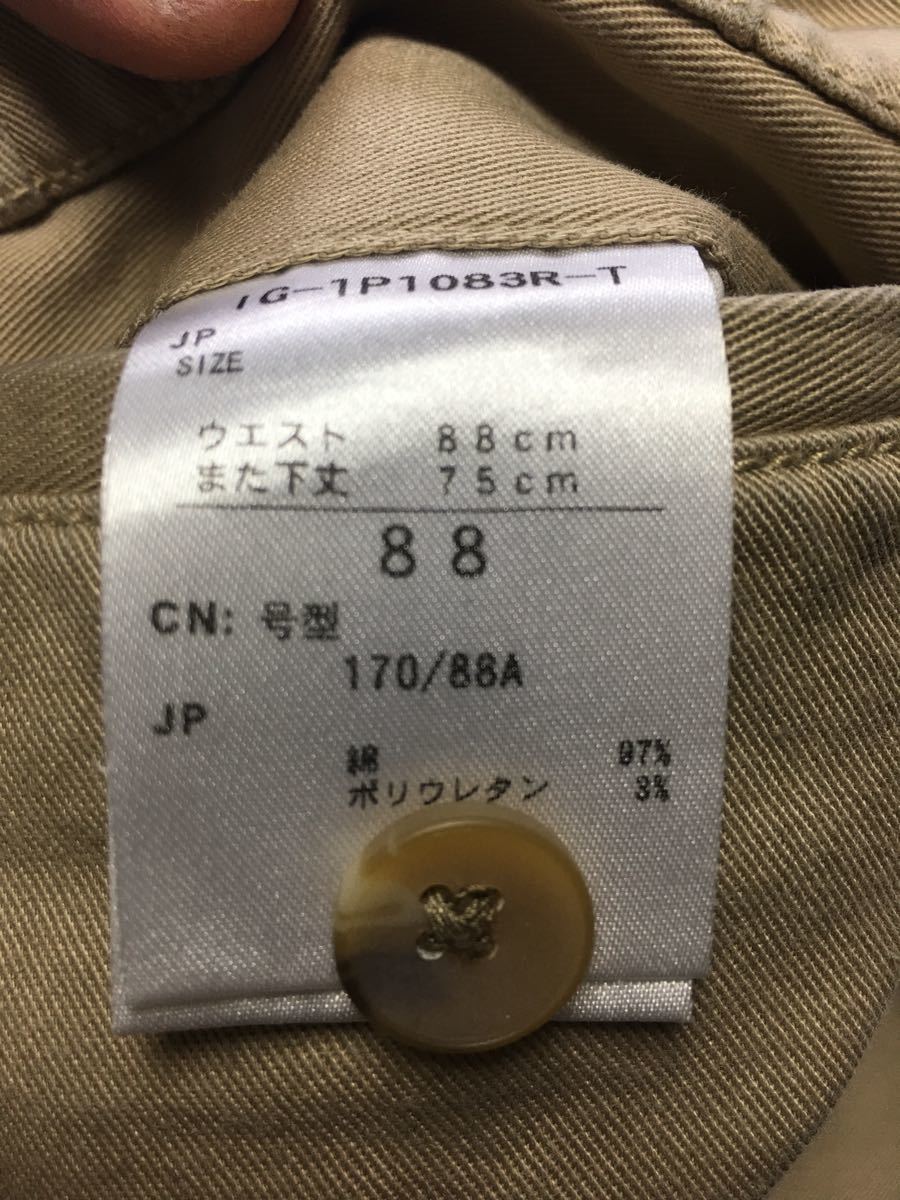 IG-1P1083R-T
JP
SIZE
ウエスト 88cm
また下丈 75cm
88
CN: 号型
170/88A
JP
綿 97%
ポリウレタン 3%